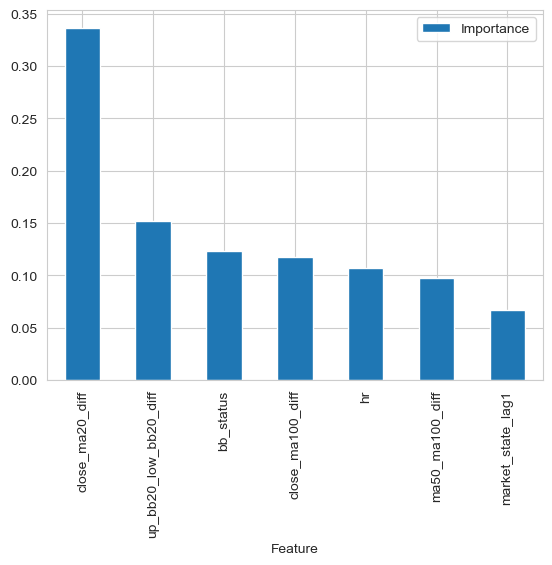 0.35
0.30
0.25
0.20
0.15
0.10
0.05
0.00
Importance
close_ma20_diff
up_bb20_low_bb20_diff
bb_status
close_ma100_diff
hr
ma50_ma100_diff
market_state_lag1
Feature